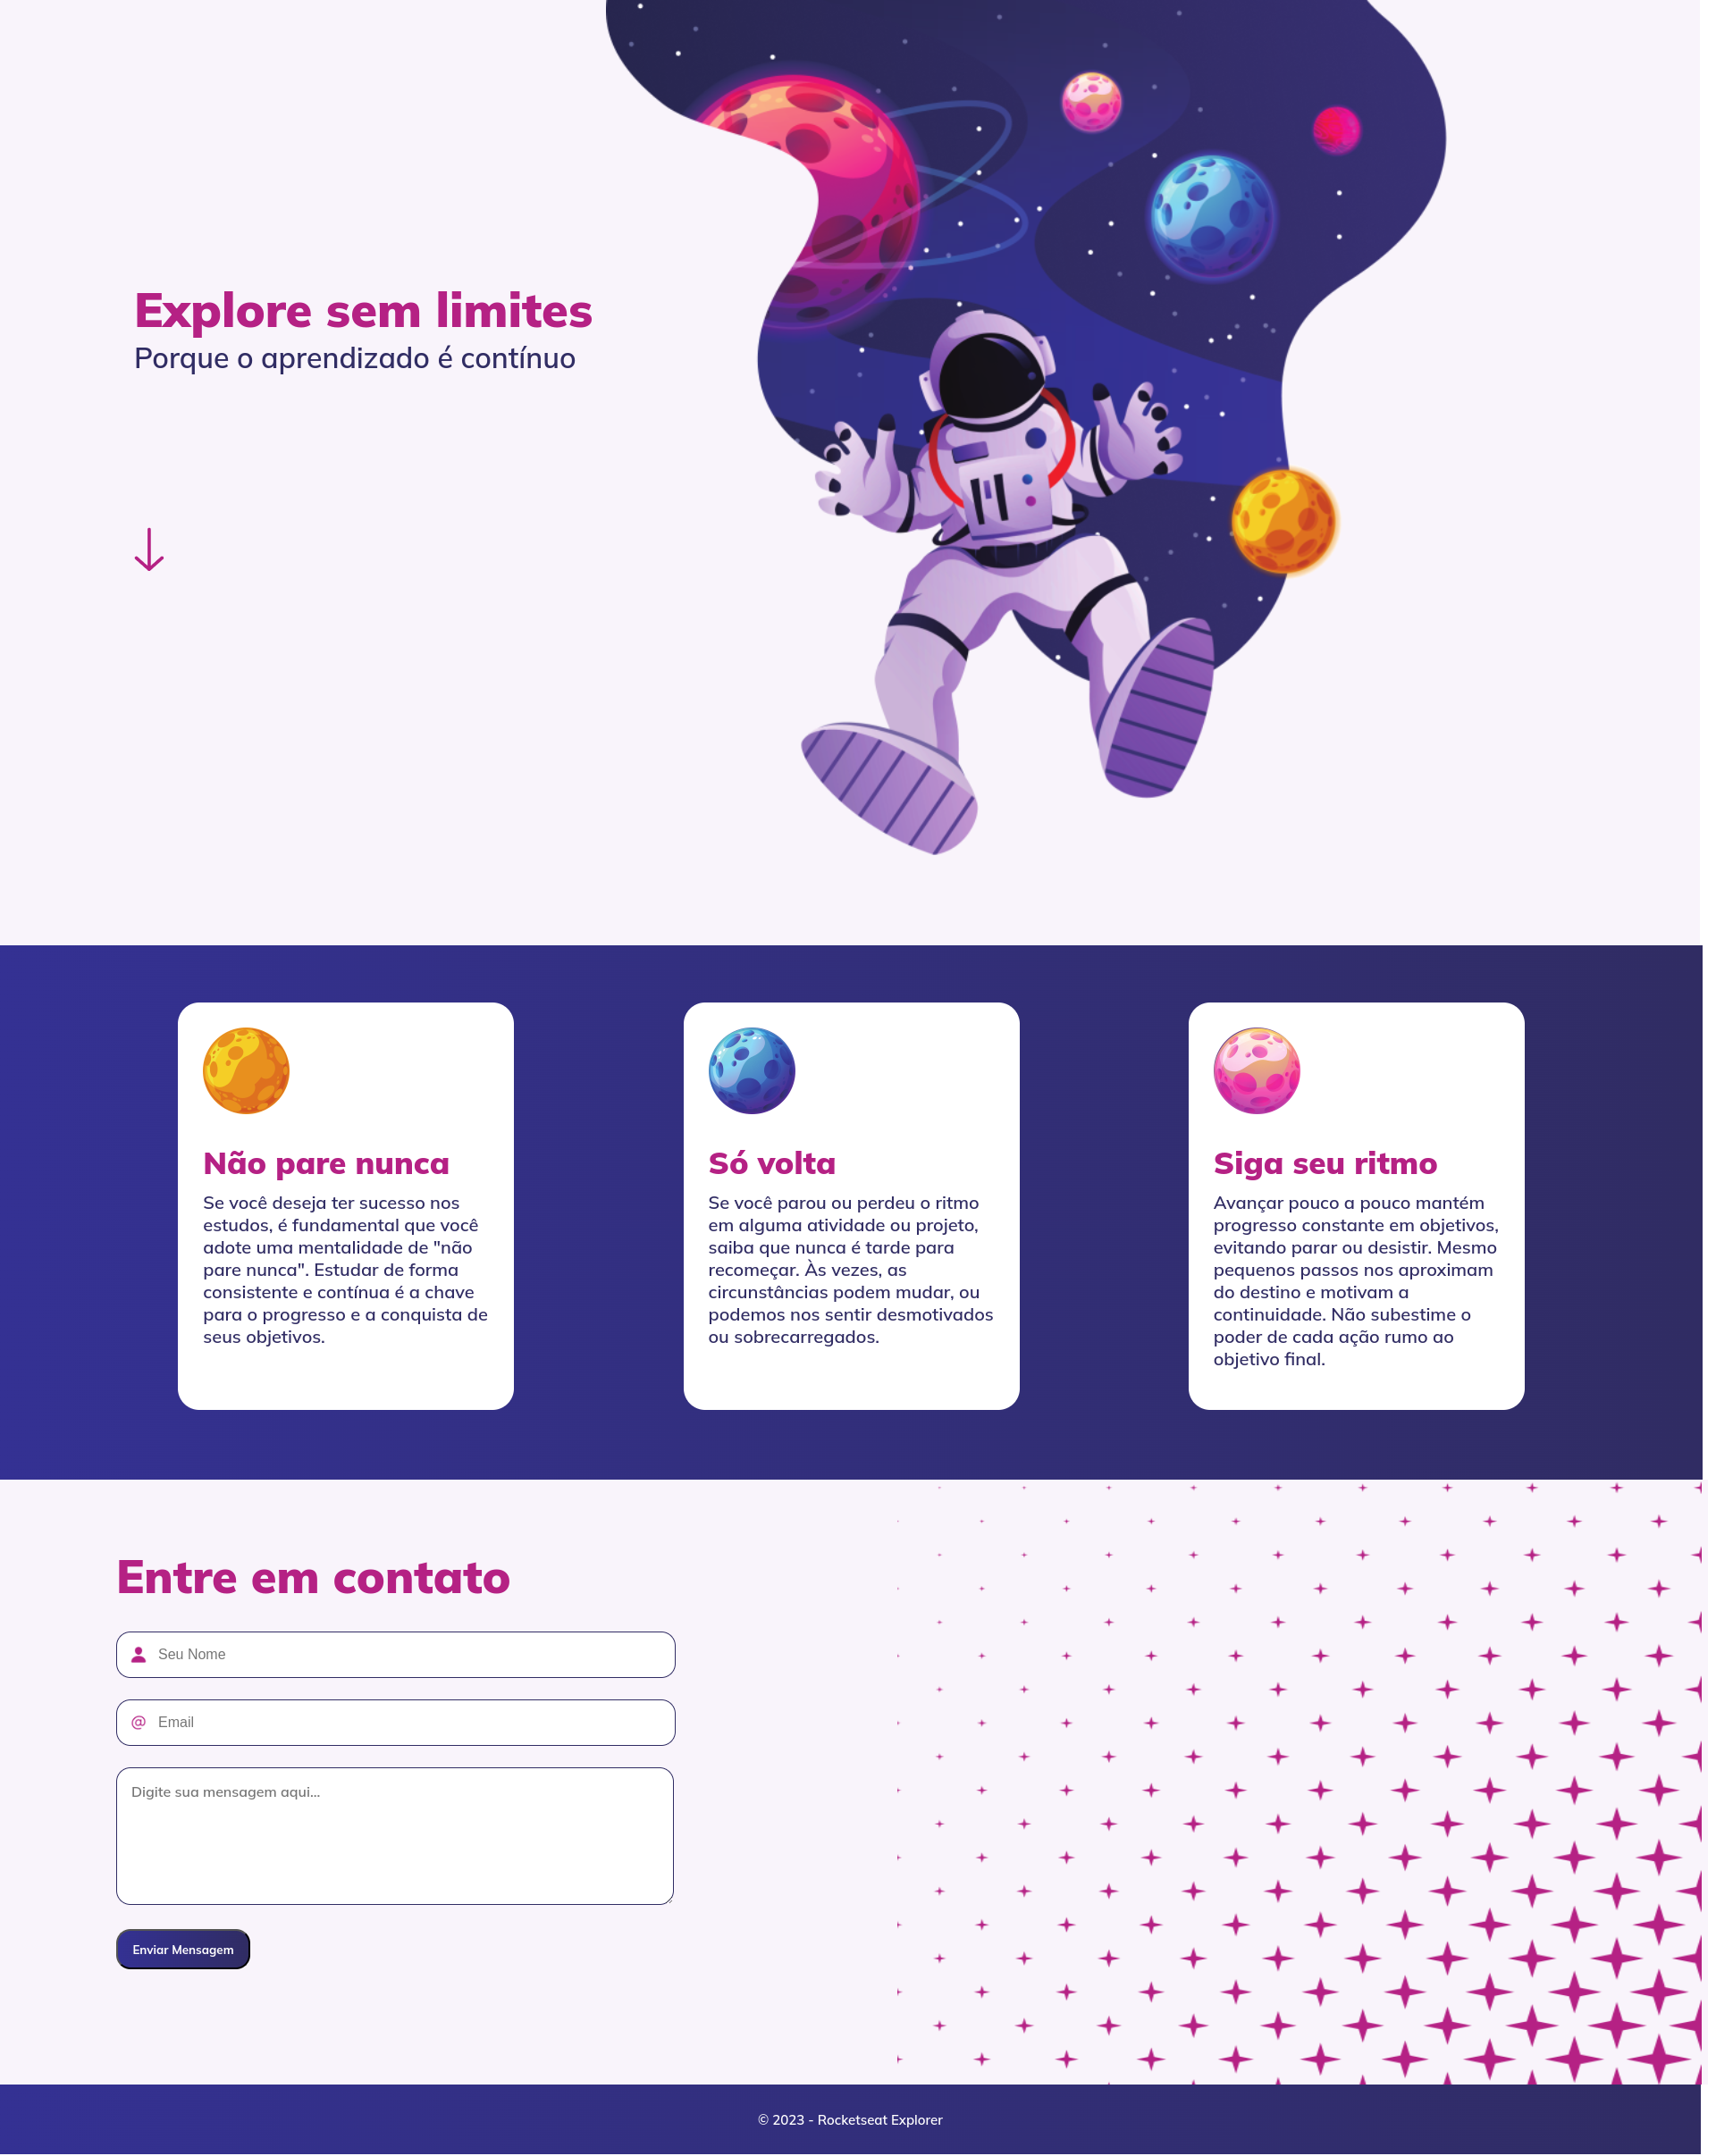 Explore sem limites
Porque o aprendizado é contínuo
Não pare nunca
Se você deseja ter sucesso nos
estudos, é fundamental que você
adote uma mentalidade de "não
pare nunca". Estudar de forma
consistente e contínua é a chave
para o progresso e a conquista de
seus objetivos.
Só volta
Se você parou ou perdeu o ritmo
em alguma atividade ou projeto,
saiba que nunca é tarde para
recomeçar. Às vezes, as
circunstâncias podem mudar, ou
podemos nos sentir desmotivados
ou sobrecarregados.
Siga seu ritmo
Avançar pouco a pouco mantém
progresso constante em objetivos,
evitando parar ou desistir. Mesmo
pequenos passos nos aproximam
do destino e motivam a
continuidade. Não subestime o
poder de cada ação rumo ao
objetivo final.
Entre em contato
Seu Nome
@ Email
Digite sua mensagem aqui...
Enviar Mensagem
© 2023 - Rocketseat Explorer